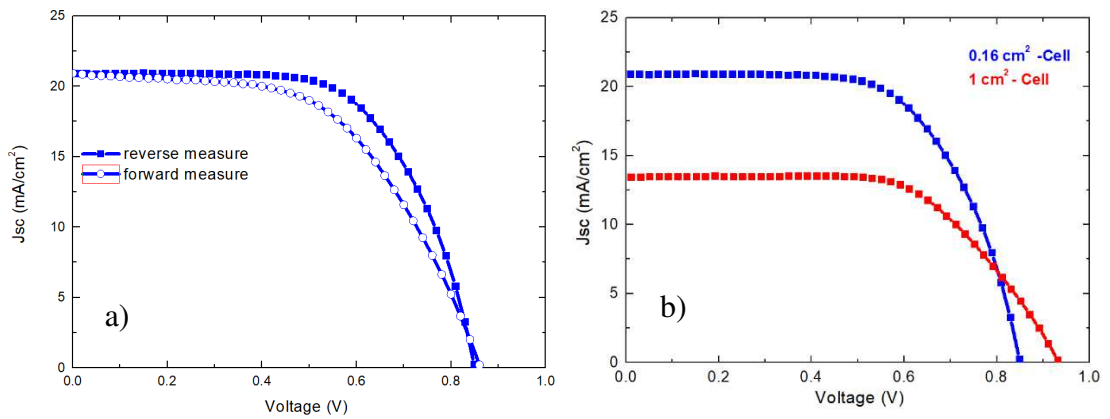 25
20
15
10
5
0
Jsc (mA/cm²)
reverse measure
forward measure
a)
0.0 0.2 0.4 0.6 0.8 1.0
Voltage (V)
25
20
15
10
5
0
Jsc (mA/cm²)
0.16 cm² -Cell
1 cm² - Cell
b)
0.0 0.2 0.4 0.6 0.8 1.0
Voltage (V)